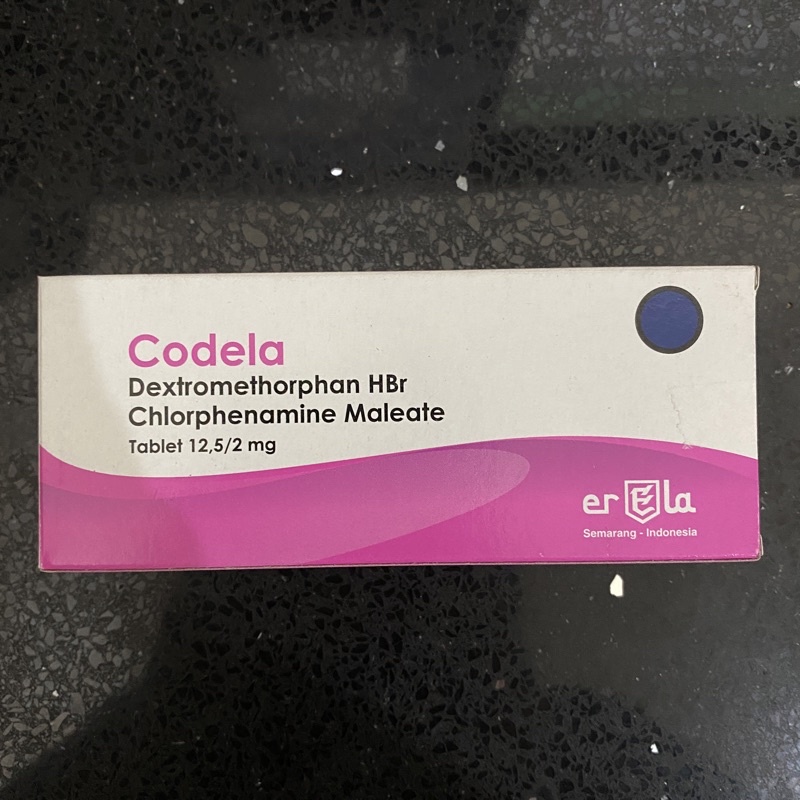 Codela
Dextromethorphan HBr
Chlorphenamine Maleate
Tablet 12,5/2 mg
erEla
Semarang - Indonesia